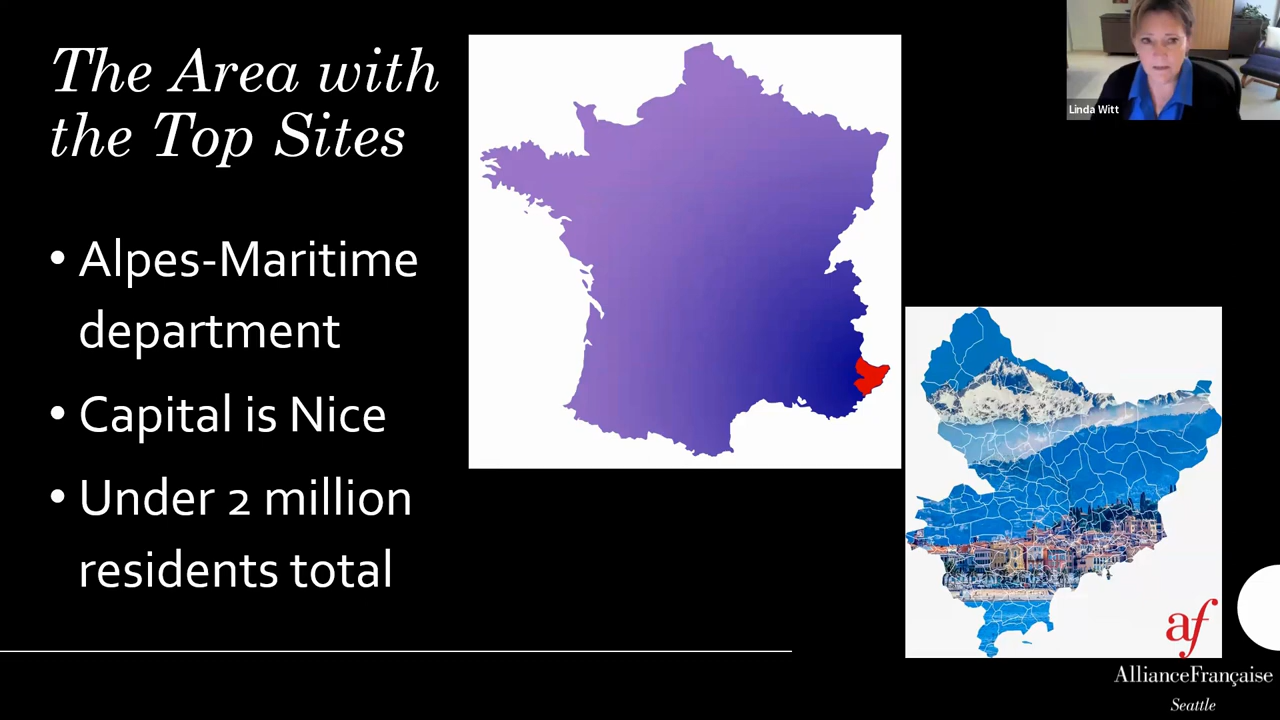 The Area with
the Top Sites
• Alpes-Maritime
department
• Capital is Nice
• Under 2 million
residents total
Linda Witt
af
AllianceFrançaise
Seattle